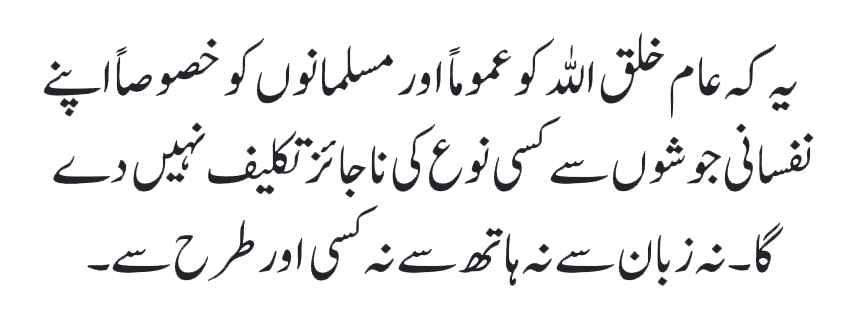 یہ کہ عام خلق اللہ کو عموماً اور مسلمانوں کو خصوصاً اپنے
نفسانی جوشوں سے کسی نوع کی ناجائز تکلیف نہیں دے
گا۔ نہ زبان سے نہ ہاتھ سے نہ کسی اور طرح سے۔